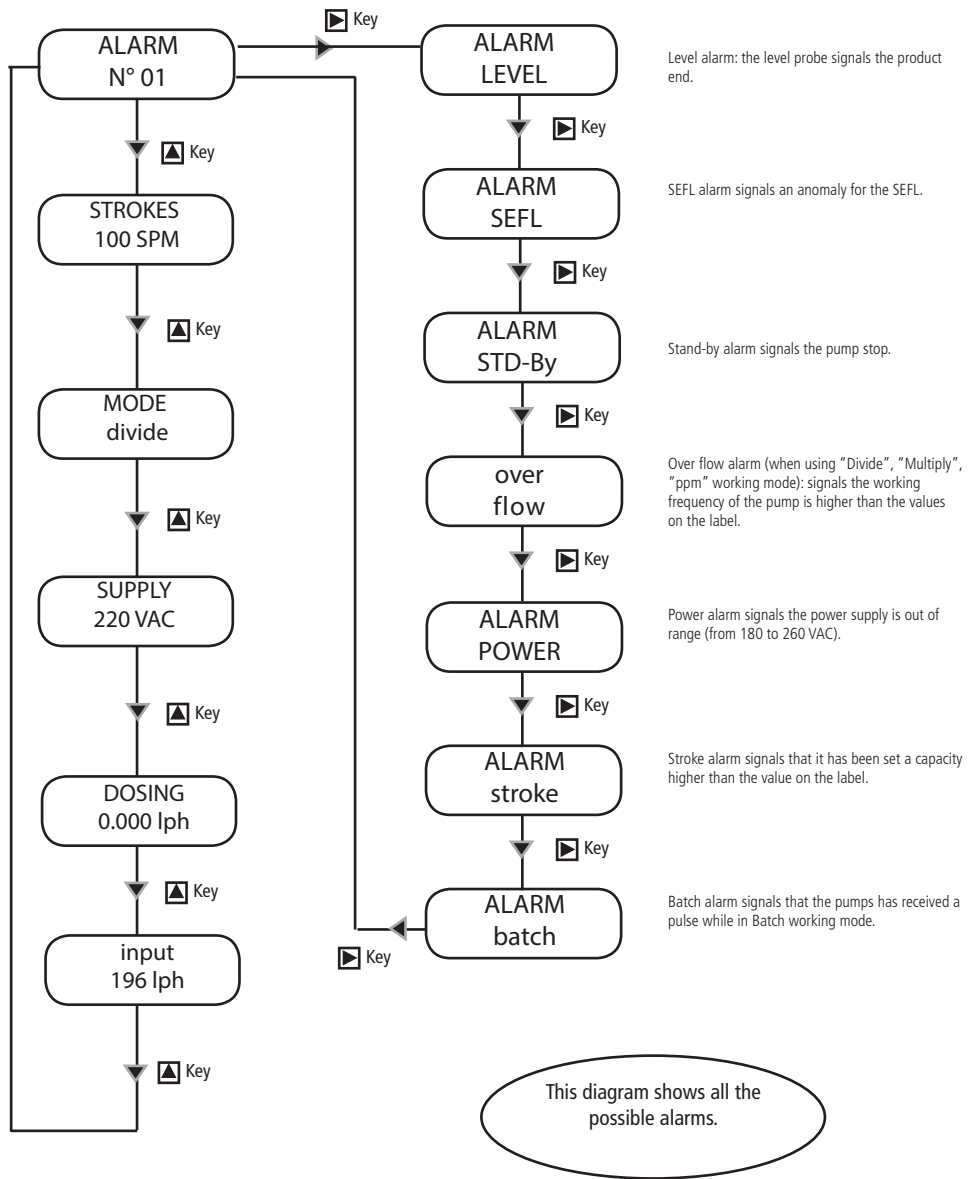 Key
ALARM
N° 01
ALARM
LEVEL
Level alarm: the level probe signals the product
end.
Key
Key
ALARM
SEFL
SEFL alarm signals an anomaly for the SEFL.
STROKES
100 SPM
Key
Key
ALARM
STD-By
Stand-by alarm signals the pump stop.
MODE
divide
Key
over
flow
Over flow alarm (when using "Divide", "Multiply",
"ppm" working mode): signals the working
frequency of the pump is higher than the values
on the label.
Key
Key
SUPPLY
220 VAC
ALARM
POWER
Power alarm signals the power supply is out of
range (from 180 to 260 VAC).
Key
Key
ALARM
stroke
Stroke alarm signals that it has been set a capacity
higher than the value on the label.
DOSING
0.000 lph
Key
Key
ALARM
batch
Batch alarm signals that the pumps has received a
pulse while in Batch working mode.
input
196 lph
Key
Key
This diagram shows all the
possible alarms.